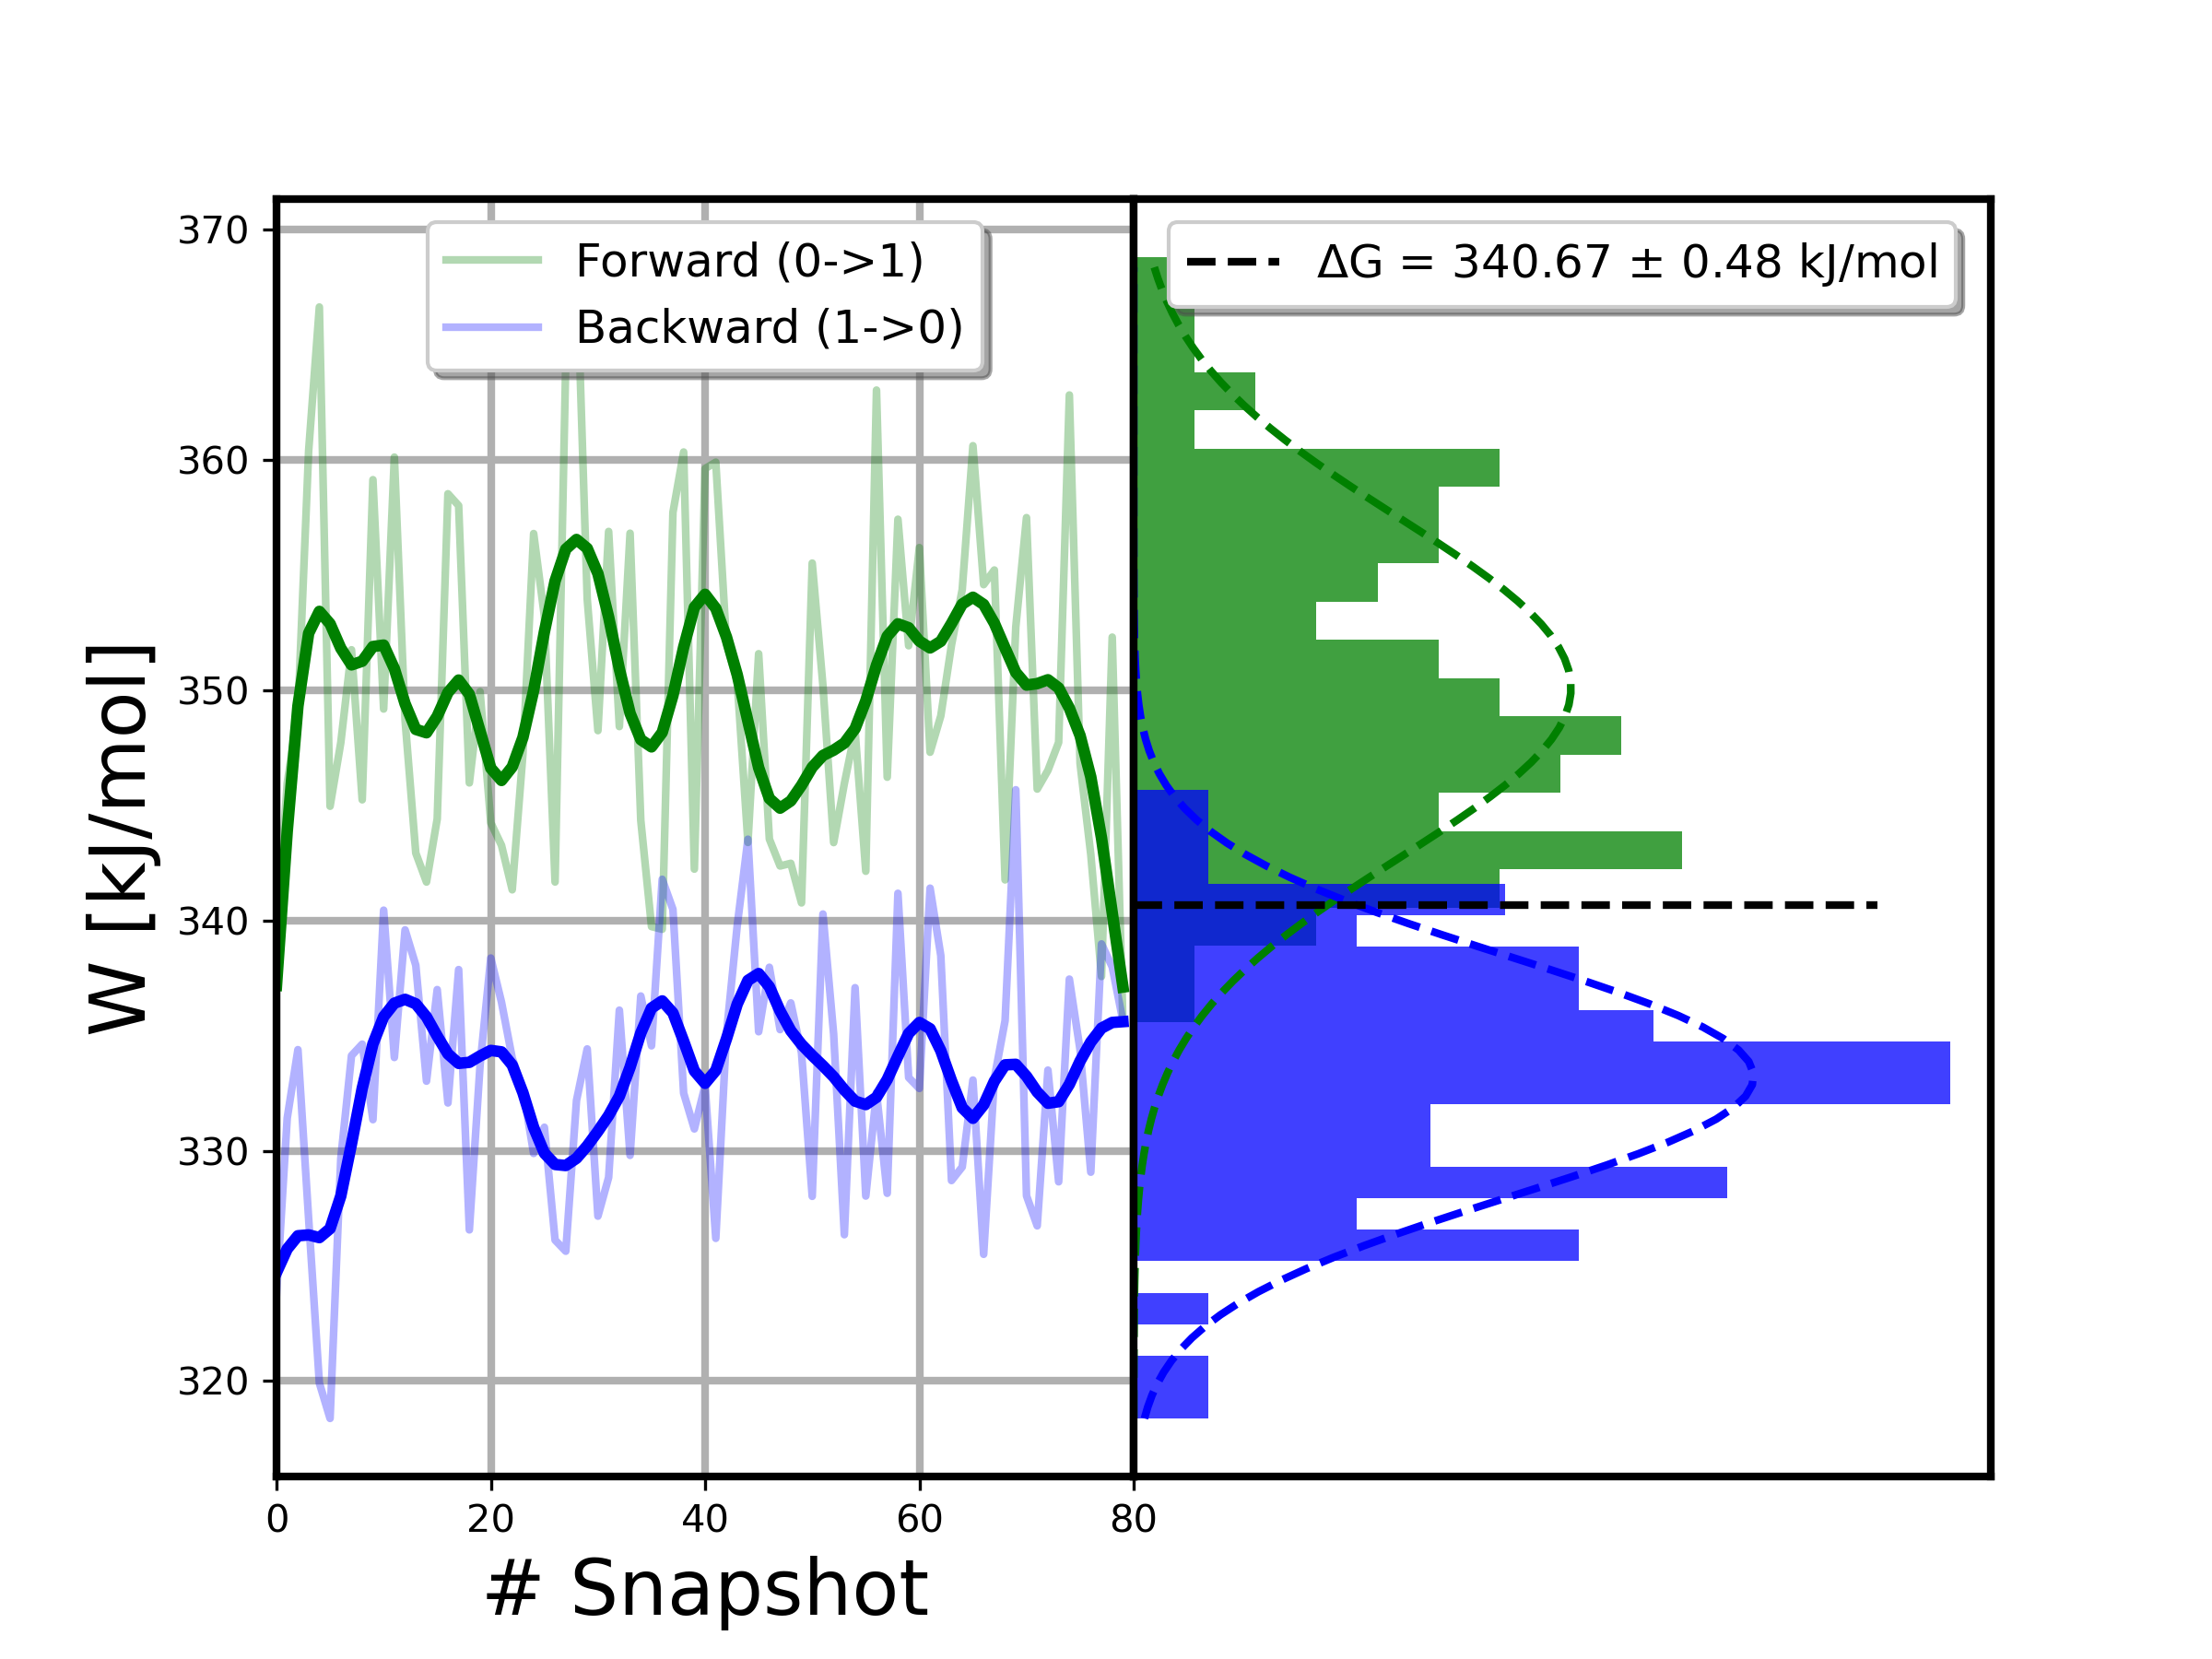 370
360
350
340
330
320
W [kJ/mol]
Forward (0->1)
Backward (1->0)
ΔG = 340.67 ± 0.48 kJ/mol
0 20 40 60 80
# Snapshot